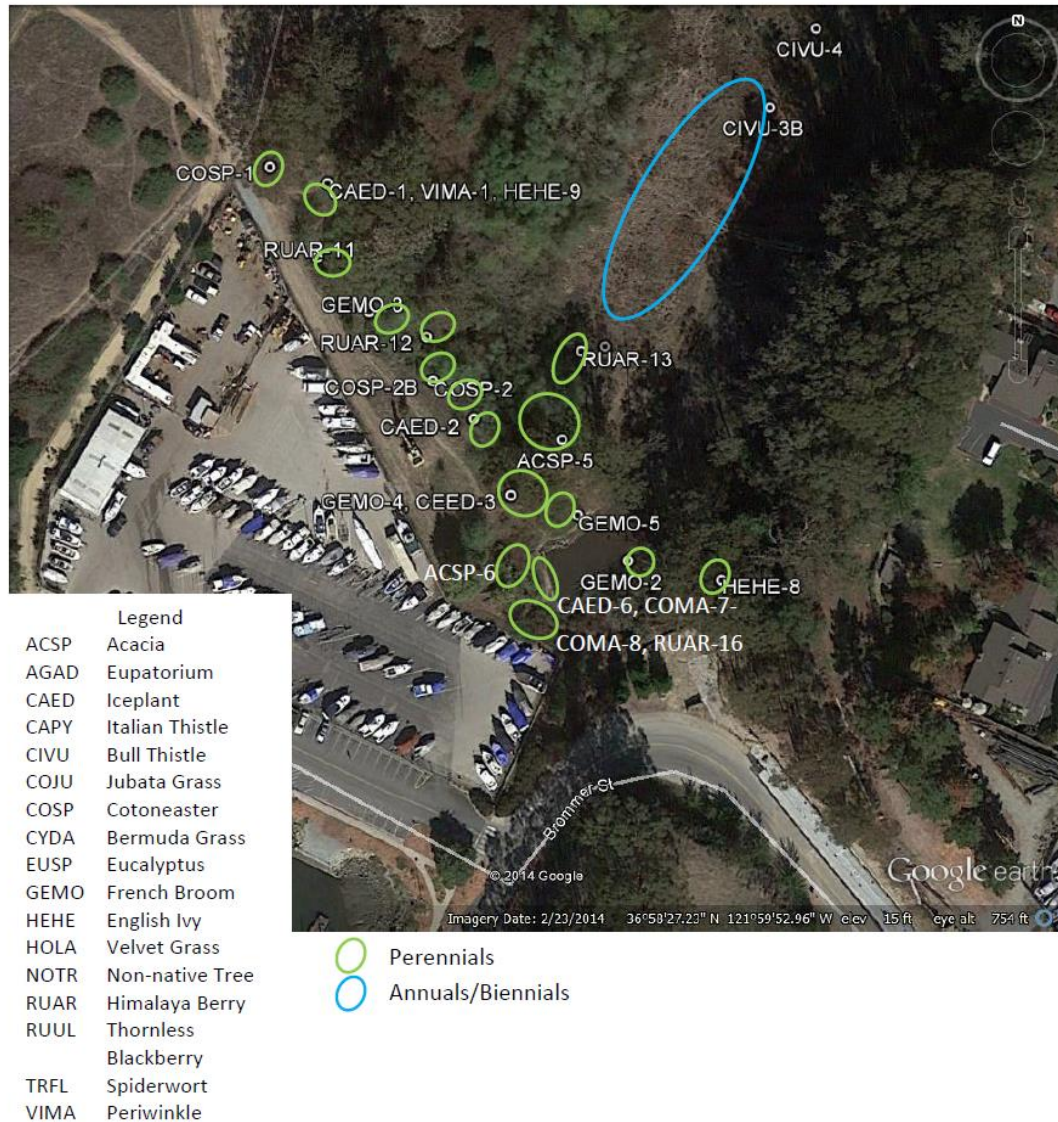 N
CIVU-4
CIVU-3B
COSP-1
CAED-1, VIMA-1, HEHE-9
RUAR-11
GEMO-3
RUAR-12
RUAR-13
COSP-2B
COSP-2
CAED-2
ACSP-5
GEMO-4, CEED-3
GEMO-5
ACSP-6
GEMO-2
HEHE-8
CAED-6, COMA-7-
COMA-8, RUAR-16
Brommer St
© 2014 Google
Google earth
Imagery Date: 2/23/2014 36°58'27.23" N 121°59'52.96" W elev 15 ft eye alt 754 ft
Legend
ACSP Acacia
AGAD Eupatorium
CAED Iceplant
CAPY Italian Thistle
CIVU Bull Thistle
COJU Jubata Grass
COSP Cotoneaster
CYDA Bermuda Grass
EUSP Eucalyptus
GEMO French Broom
HEHE English Ivy
HOLA Velvet Grass
NOTR Non-native Tree
RUAR Himalaya Berry
RUUL Thornless
Blackberry
TRFL Spiderwort
VIMA Periwinkle
Perennials
Annuals/Biennials